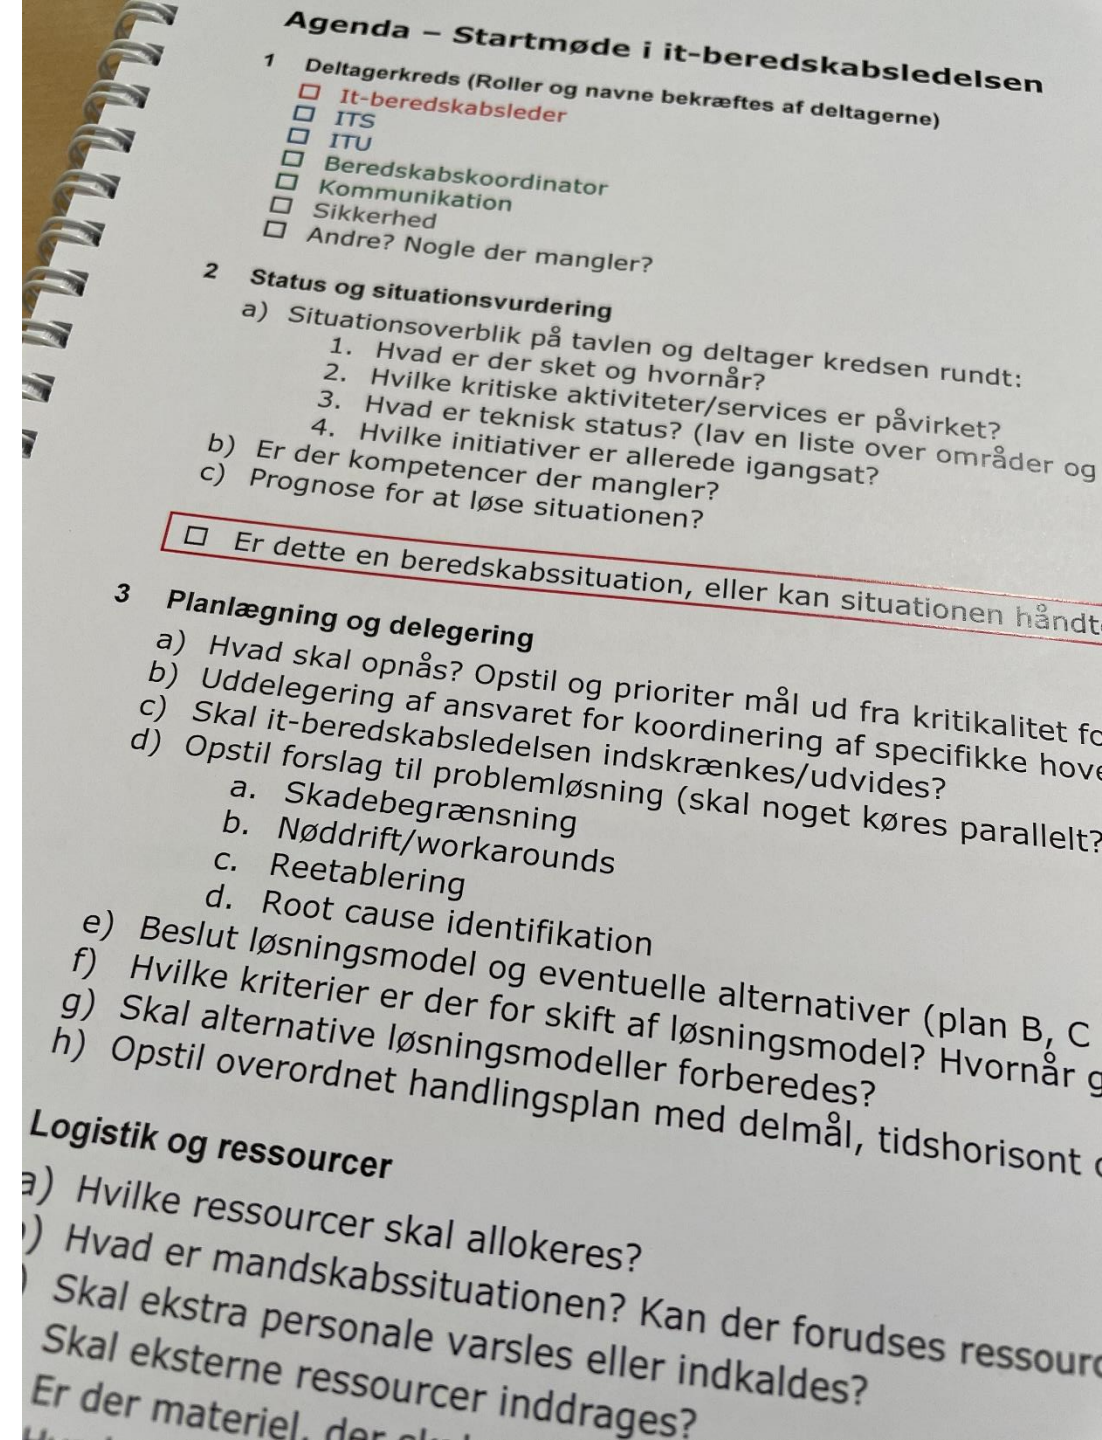 Agenda – Startmøde i it-beredskabsledelsen
1 Deltagerkreds (Roller og navne bekræftes af deltagerne)
It-beredskabsleder
ITS
ITU
Beredskabskoordinator
Kommunikation
Sikkerhed
Andre? Nogle der mangler?
2 Status og situationsvurdering
a) Situationsoverblik på tavlen og deltager kredsen rundt:
1. Hvad er der sket og hvornår?
2. Hvilke kritiske aktiviteter/services er påvirket?
3. Hvad er teknisk status? (lav en liste over områder og
4. Hvilke initiativer er allerede igangsat?
b) Er der kompetencer der mangler?
c) Prognose for at løse situationen?
Er dette en beredskabssituation, eller kan situationen
3 Planlægning og delegering
a) Hvad skal opnås? Opstil og prioriter mål ud fra kritikalitet
b) Uddelegering af ansvaret for koordinering af specifikke
c) Skal it-beredskabsledelsen indskrænkes/udvides?
d) Opstil forslag til problemløsning (skal noget køres parallelt?
a. Skadebegrænsning
b. Nøddrift/workarounds
c. Reetablering
d. Root cause identifikation
e) Beslut løsningsmodel og eventuelle alternativer (plan B, C
f) Hvilke kriterier er der for skift af løsningsmodel? Hvornår
g) Skal alternative løsningsmodeller forberedes?
h) Opstil overordnet handlingsplan med delmål, tidshorisont
Logistik og ressourcer
a) Hvilke ressourcer skal allokeres?
) Hvad er mandskabssituationen? Kan der forudses
Skal ekstra personale varsles eller indkaldes?
Skal eksterne ressourcer inddrages?
Er der materiel, der